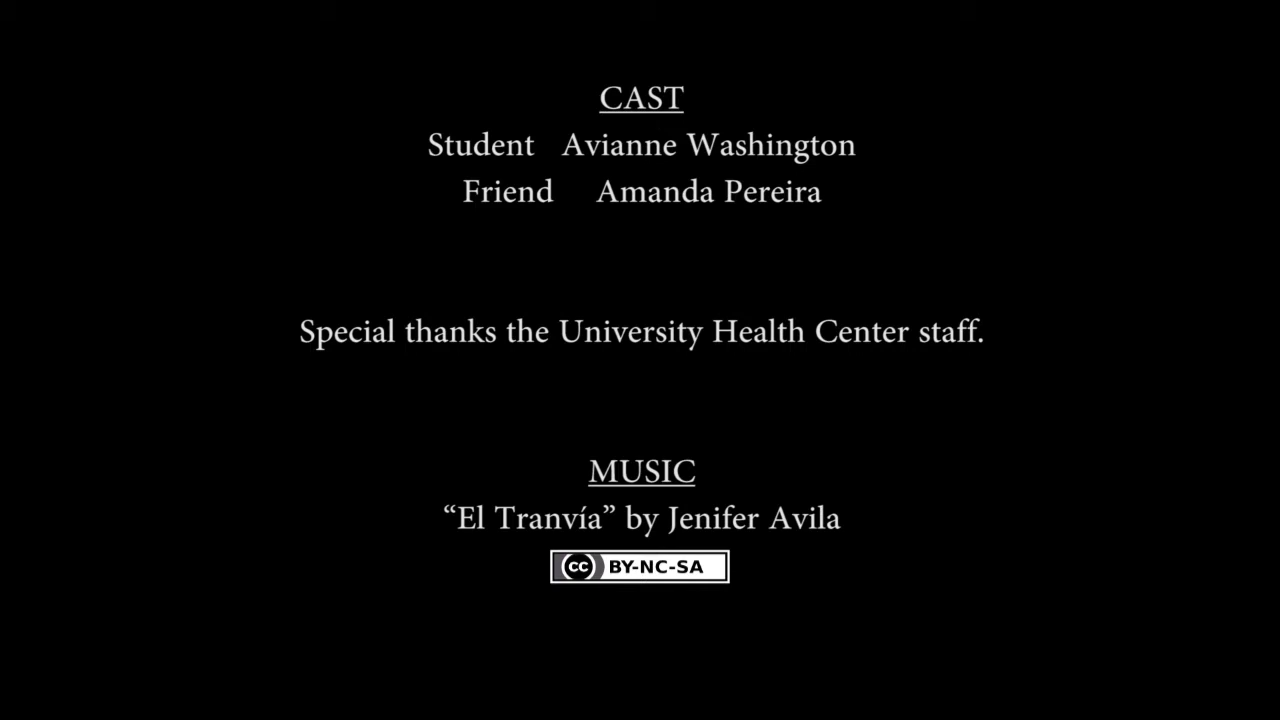 CAST
Student Avianne Washington
Friend Amanda Pereira
Special thanks the University Health Center staff.
MUSIC
“El Tranvía” by Jenifer Avila
cc BY-NC-SA